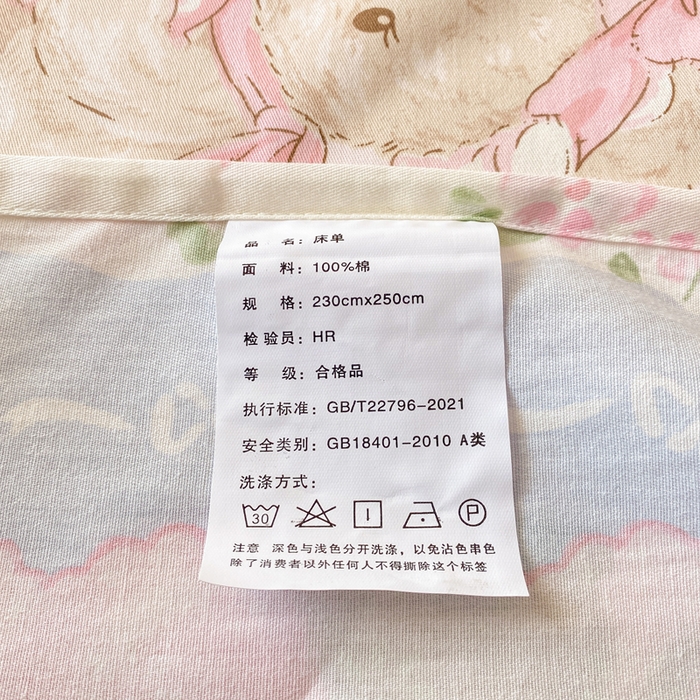 品 名：床单
面 料：100%棉
规 格：230cmx250cm
检验员：HR
等 级：合格品
执行标准：GB/T22796-2021
安全类别：GB18401-2010 A类
洗涤方式：
30 P
注意 深色与浅色分开洗涤，以免沾色串色
除了消费者以外任何人不得撕除这个标签